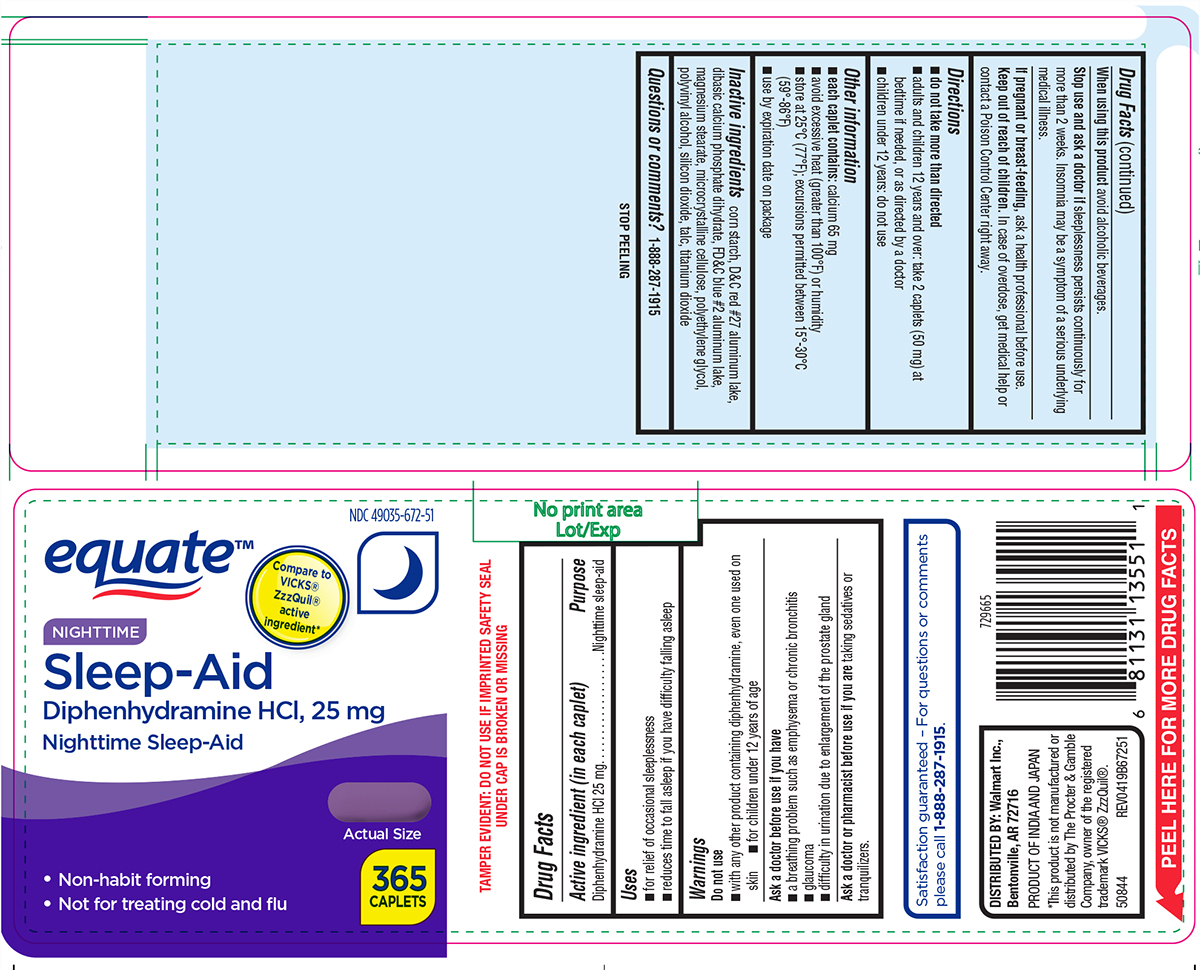 equate™
NDC 49035-672-51
Compare to
VICKS®
ZzzQuil®
active
ingredient*
NIGHTTIME
Sleep-Aid
Diphenhydramine HCl, 25 mg
Nighttime Sleep-Aid
Actual Size
• Non-habit forming
• Not for treating cold and flu
365
CAPLETS
TAMPER EVIDENT: DO NOT USE IF IMPRINTED SAFETY SEAL
UNDER CAP IS BROKEN OR MISSING
No print area
Lot/Exp
Drug Facts
Active ingredient (in each caplet) Purpose
Diphenhydramine HCl 25 mg..............................Nighttime sleep-aid
Uses
■ for relief of occasional sleeplessness
■ reduces time to fall asleep if you have difficulty falling asleep
Warnings
Do not use
■ with any other product containing diphenhydramine, even one used on
skin ■ for children under 12 years of age
Ask a doctor before use if you have
■ a breathing problem such as emphysema or chronic bronchitis
■ glaucoma
■ difficulty in urination due to enlargement of the prostate gland
Ask a doctor or pharmacist before use if you are taking sedatives or
tranquilizers.
Satisfaction guaranteed – For questions or comments
please call 1-888-287-1915.
729665
6 81131 13551 1
DISTRIBUTED BY: Walmart Inc.,
Bentonville, AR 72716
PRODUCT OF INDIA AND JAPAN
*This product is not manufactured or
distributed by The Procter & Gamble
Company, owner of the registered
trademark VICKS® ZzzQuil®.
50844 REV0419B67251
PEEL HERE FOR MORE DRUG FACTS
Drug Facts (continued)
When using this product avoid alcoholic beverages.
Stop use and ask a doctor if sleeplessness persists continuously for
more than 2 weeks. Insomnia may be a symptom of a serious underlying
medical illness.
If pregnant or breast-feeding, ask a health professional before use.
Keep out of reach of children. In case of overdose, get medical help or
contact a Poison Control Center right away.
Directions
■ do not take more than directed
■ adults and children 12 years and over: take 2 caplets (50 mg) at
bedtime if needed, or as directed by a doctor
■ children under 12 years: do not use
Other information
■ each caplet contains: calcium 65 mg
■ avoid excessive heat (greater than 100°F) or humidity
■ store at 25°C (77°F); excursions permitted between 15°-30°C
(59°-86°F)
■ use by expiration date on package
Inactive ingredients corn starch, D&C red #27 aluminum lake,
dibasic calcium phosphate dihydrate, FD&C blue #2 aluminum lake,
magnesium stearate, microcrystalline cellulose, polyethylene glycol,
polyvinyl alcohol, silicon dioxide, talc, titanium dioxide
Questions or comments? 1-888-287-1915
STOP PEELING